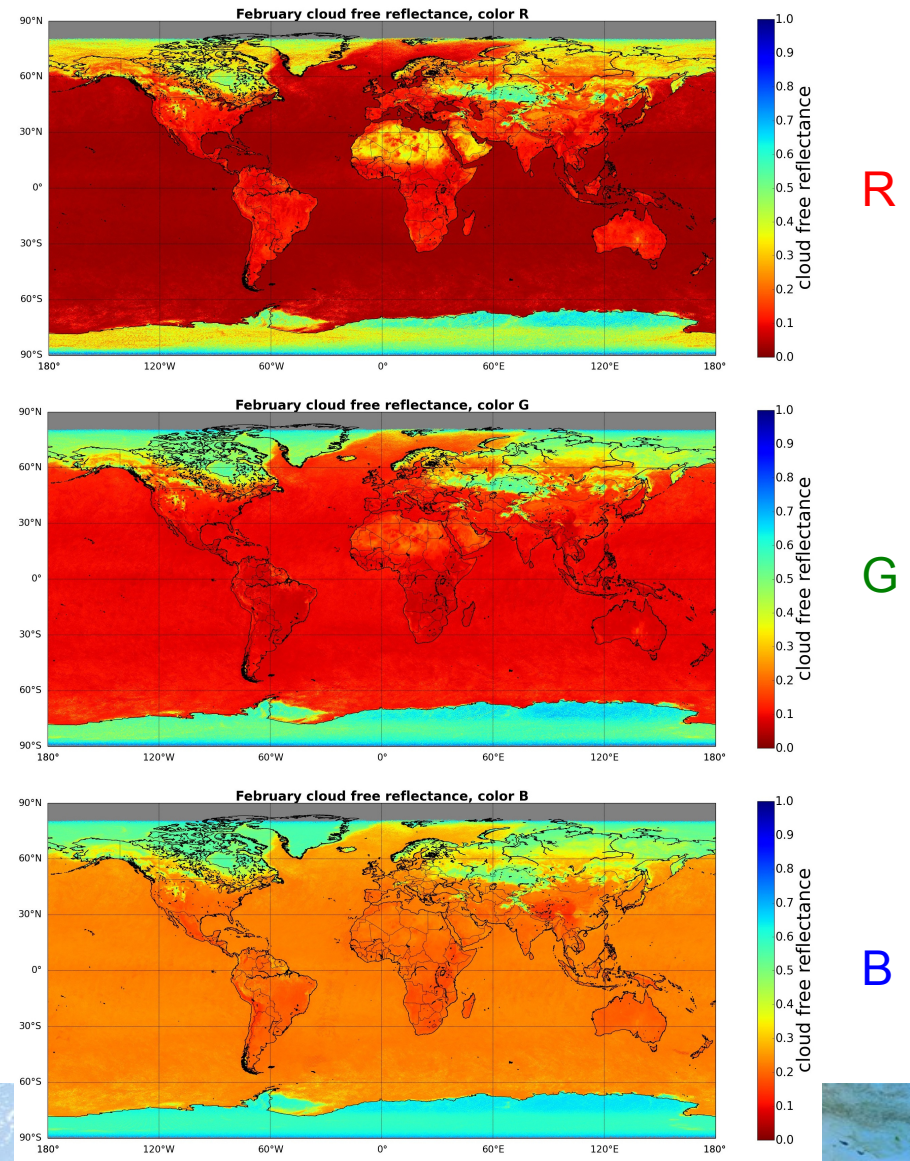 February cloud free reflectance, color R
90°N
60°N
30°N
0°
30°S
60°S
90°S
180°
120°W
60°W
0°
60°E
120°E
180°
1.0
0.9
0.8
0.7
0.6
0.5
0.4
0.3
0.2
0.1
0.0
cloud free reflectance
R
February cloud free reflectance, color G
90°N
60°N
30°N
0°
30°S
60°S
90°S
180°
120°W
60°W
0°
60°E
120°E
180°
1.0
0.9
0.8
0.7
0.6
0.5
0.4
0.3
0.2
0.1
0.0
cloud free reflectance
G
February cloud free reflectance, color B
90°N
60°N
30°N
0°
30°S
60°S
90°S
180°
120°W
60°W
0°
60°E
120°E
180°
1.0
0.9
0.8
0.7
0.6
0.5
0.4
0.3
0.2
0.1
0.0
cloud free reflectance
B